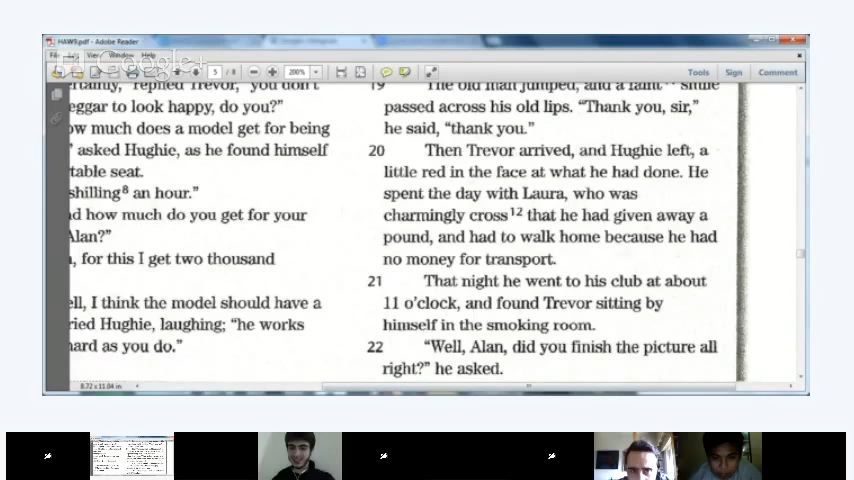 HAW9.pdf - Adobe Reader
Window Help
Google+
5 / 8
200%
Tools Sign Comment
replied Trevor, "you don't
eggar to look happy, do you?"
ow much does a model get for being
" asked Hughie, as he found himself
table seat.
shilling⁸ an hour."
d how much do you get for your
Alan?"
, for this I get two thousand
ell, I think the model should have a
ried Hughie, laughing; "he works
hard as you do."
19 The old man jumped, and a faint smile
passed across his old lips. "Thank you, sir,"
he said, "thank you."
20 Then Trevor arrived, and Hughie left, a
little red in the face at what he had done. He
spent the day with Laura, who was
charmingly cross¹² that he had given away a
pound, and had to walk home because he had
no money for transport.
21 That night he went to his club at about
11 o'clock, and found Trevor sitting by
himself in the smoking room.
22 "Well, Alan, did you finish the picture all
right?" he asked.
8.72 x 11.04 in